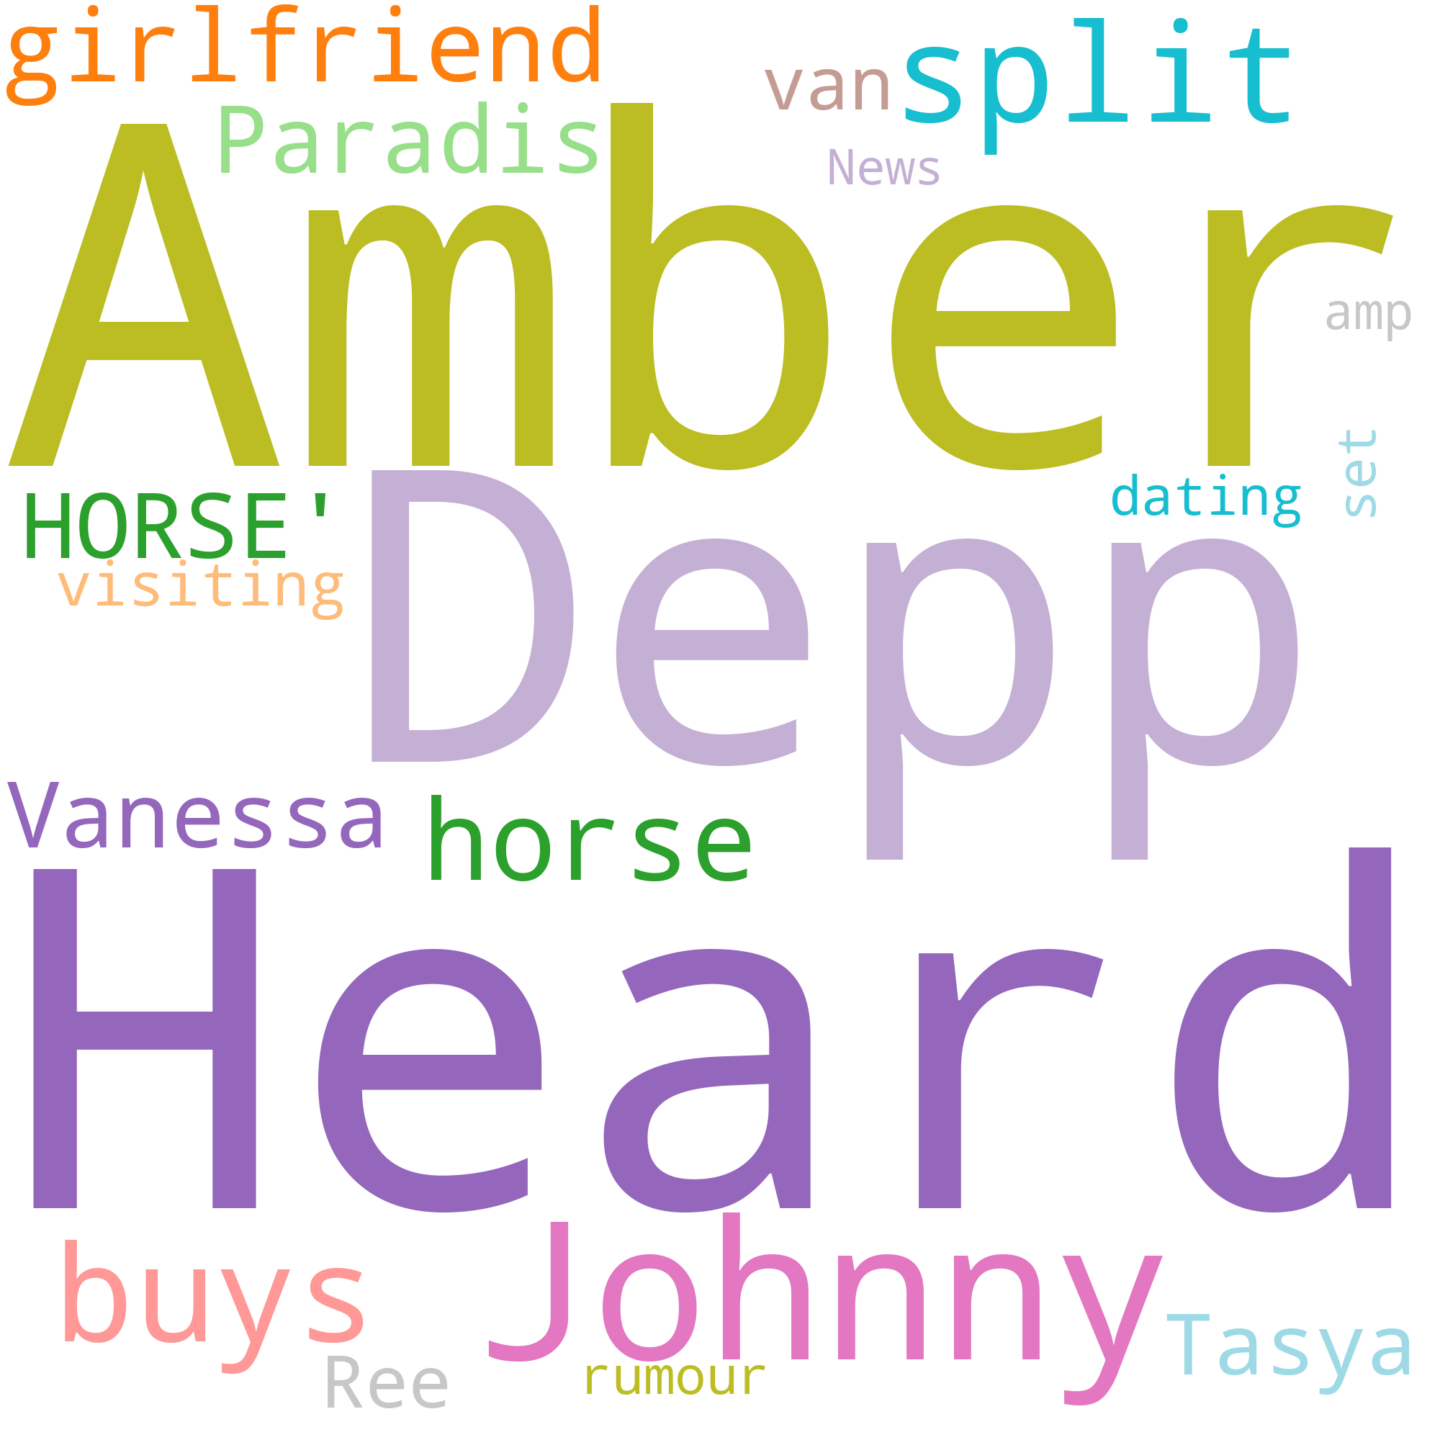 girlfriend
van
split
Paradis
News
Amber
amp
set
HORSE'
dating
visiting
Depp
Vanessa
horse
Heard
buys
Johnny
Tasya
Ree
rumour